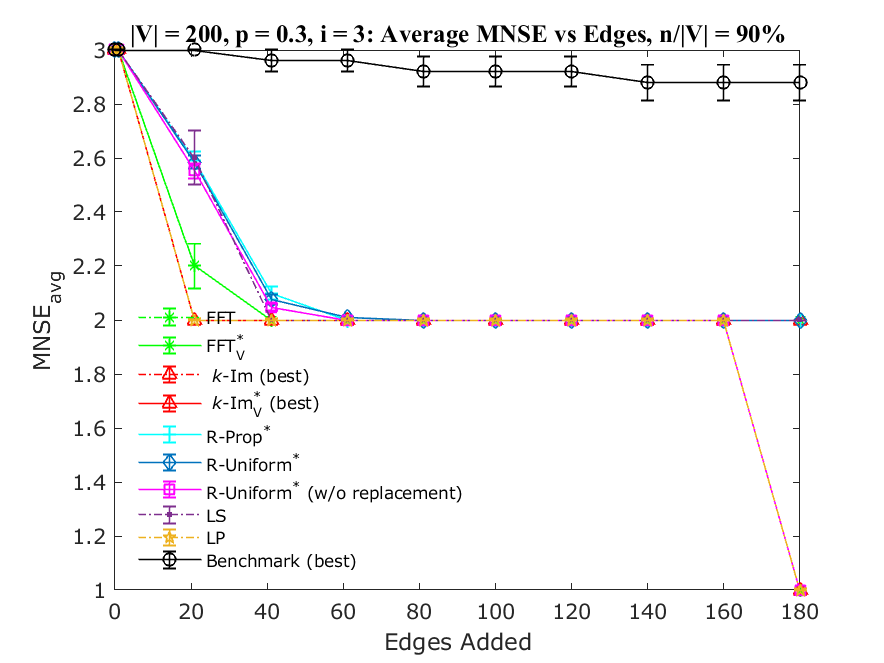 |V| = 200, p = 0.3, i = 3: Average MNSE vs Edges, n/|V| = 90%
3
2.8
2.6
2.4
2.2
2
1.8
1.6
1.4
1.2
1
MNSE_avg
FFT
FFT*_V
k-Im (best)
k-Im*_V (best)
R-Prop*
R-Uniform*
R-Uniform* (w/o replacement)
LS
LP
Benchmark (best)
0 20 40 60 80 100 120 140 160 180
Edges Added